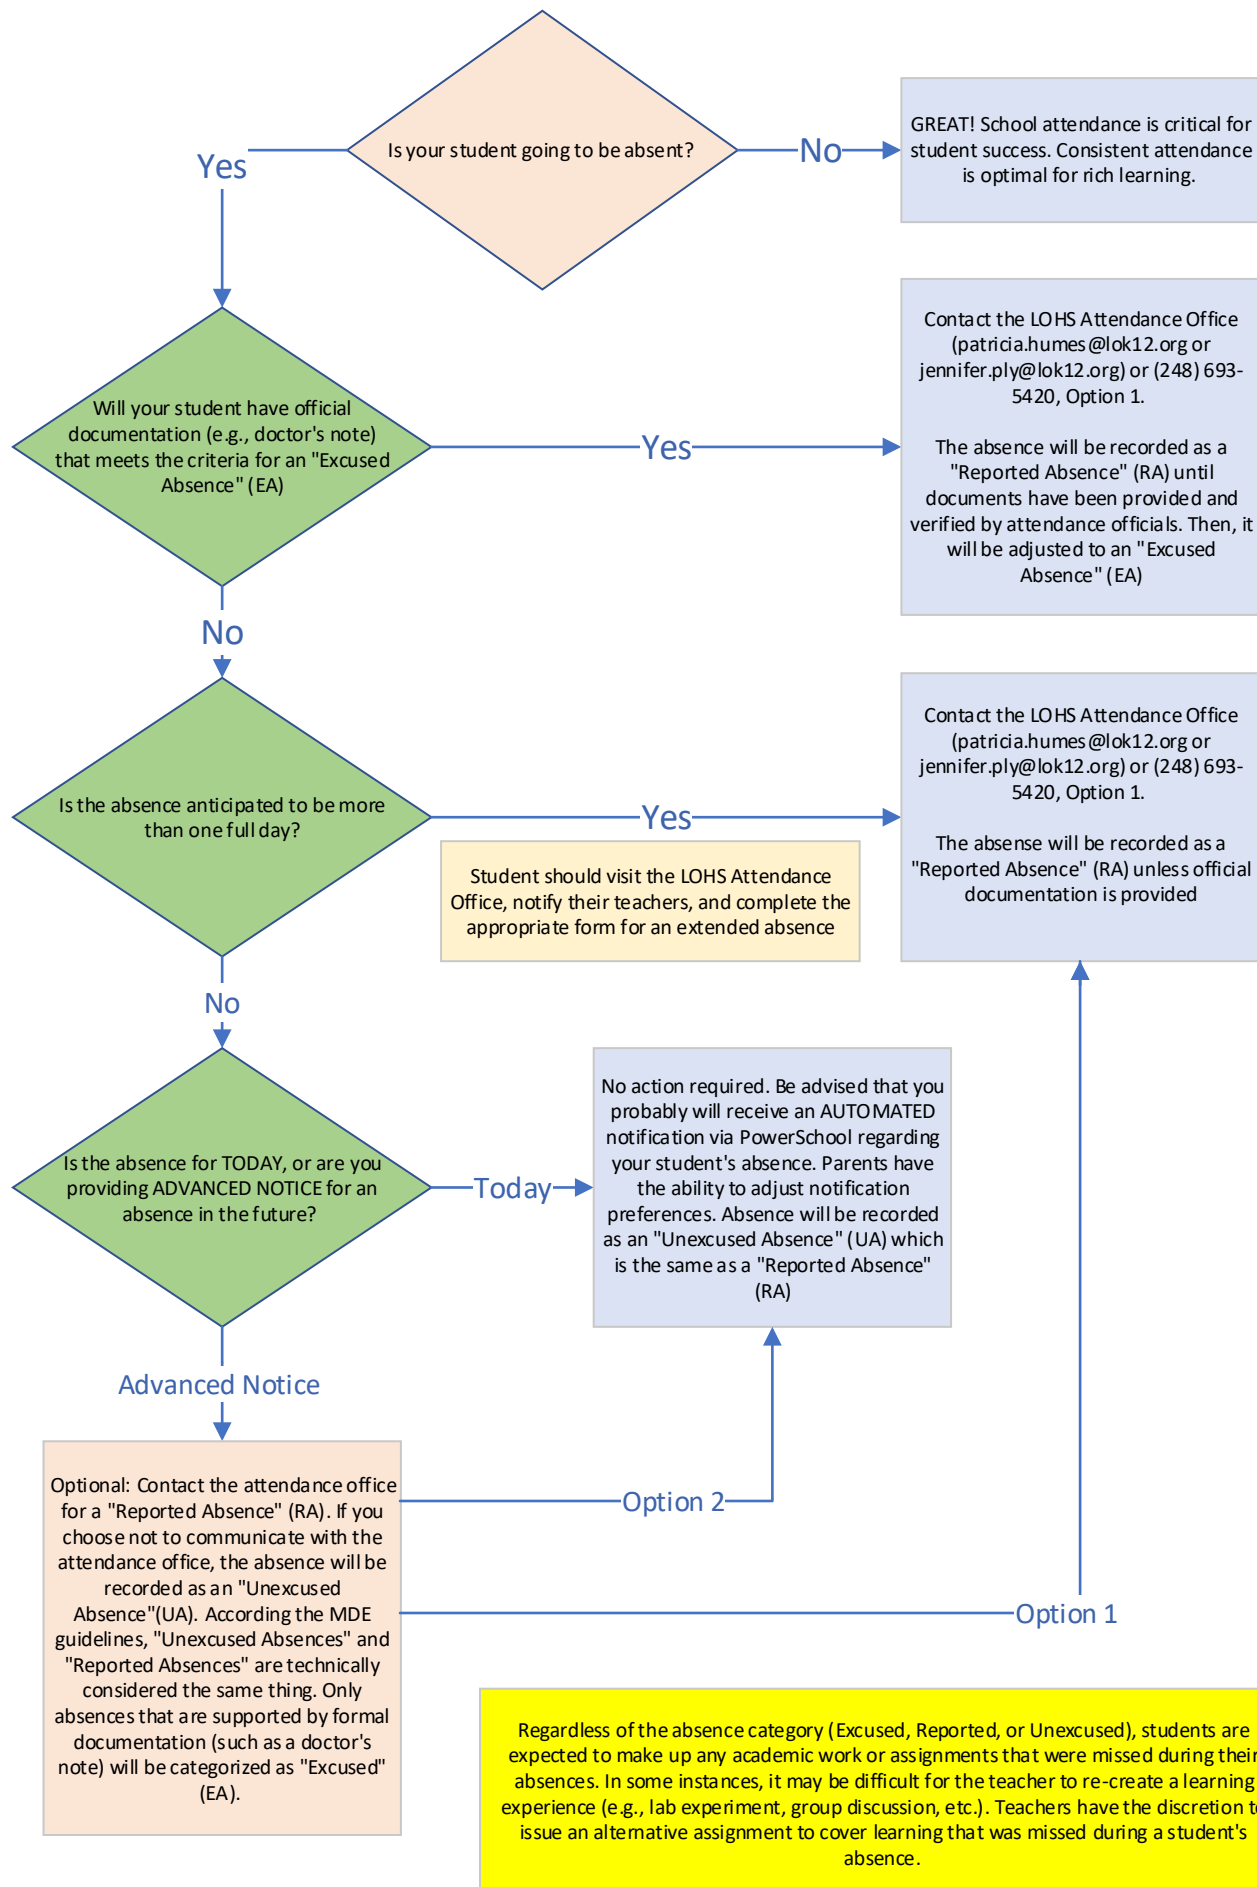 Is your student going to be absent?
Yes
No
GREAT! School attendance is critical for
student success. Consistent attendance
is optimal for rich learning.
Will your student have official
documentation (e.g., doctor's note)
that meets the criteria for an "Excused
Absence" (EA)
Yes
Contact the LOHS Attendance Office
(patricia.humes@lok12.org or
jennifer.ply@lok12.org) or (248) 693-
5420, Option 1.
The absence will be recorded as a
"Reported Absence" (RA) until
documents have been provided and
verified by attendance officials. Then, it
will be adjusted to an "Excused
Absence" (EA)
No
Is the absence anticipated to be more
than one full day?
Yes
Student should visit the LOHS Attendance
Office, notify their teachers, and complete the
appropriate form for an extended absence
Contact the LOHS Attendance Office
(patricia.humes@lok12.org or
jennifer.ply@lok12.org) or (248) 693-
5420, Option 1.
The absense will be recorded as a
"Reported Absence" (RA) unless official
documentation is provided
No
Is the absence for TODAY, or are you
providing ADVANCED NOTICE for an
absence in the future?
Today
No action required. Be advised that you
probably will receive an AUTOMATED
notification via PowerSchool regarding
your student's absence. Parents have
the ability to adjust notification
preferences. Absence will be recorded
as an "Unexcused Absence" (UA) which
is the same as a "Reported Absence"
(RA)
Advanced Notice
Optional: Contact the attendance office
for a "Reported Absence" (RA). If you
choose not to communicate with the
attendance office, the absence will be
recorded as an "Unexcused
Absence"(UA). According the MDE
guidelines, "Unexcused Absences" and
"Reported Absences" are technically
considered the same thing. Only
absences that are supported by formal
documentation (such as a doctor's
note) will be categorized as "Excused"
(EA).
Option 2
Option 1
Regardless of the absence category (Excused, Reported, or Unexcused), students are
expected to make up any academic work or assignments that were missed during their
absences. In some instances, it may be difficult for the teacher to re-create a learning
experience (e.g., lab experiment, group discussion, etc.). Teachers have the discretion to
issue an alternative assignment to cover learning that was missed during a student's
absence.